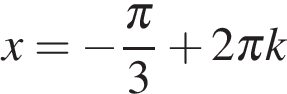 x = −π/3 + 2πk